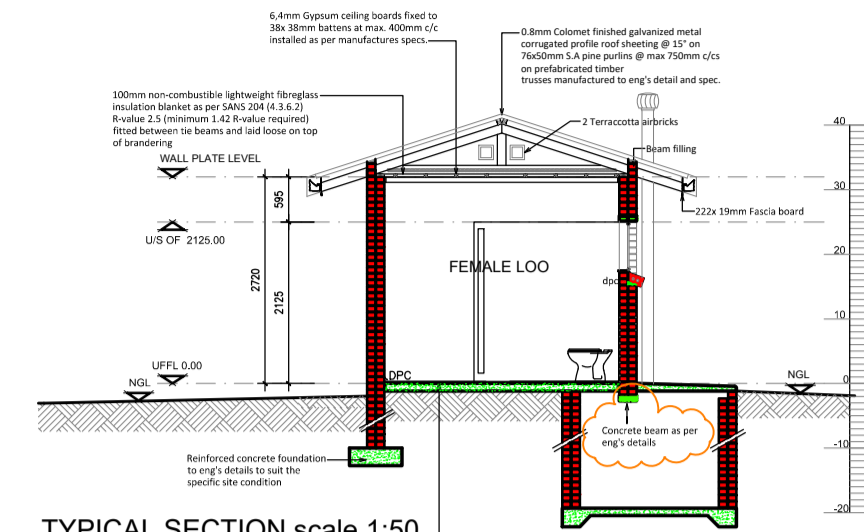 6,4mm Gypsum ceiling boards fixed to
38x 38mm battens at max. 400mm c/c
installed as per manufactures specs.
0.8mm Colomet finished galvanized metal
corrugated profile roof sheeting @ 15° on
76x50mm S.A pine purlins @ max 750mm c/cs
on prefabricated timber
trusses manufactured to eng's detail and spec.
100mm non-combustible lightweight fibreglass
insulation blanket as per SANS 204 (4.3.6.2)
R-value 2.5 (minimum 1.42 R-value required)
fitted between tie beams and laid loose on top
of brandering
2 Terraccotta airbricks
Beam filling
WALL PLATE LEVEL
222x 19mm Fascia board
U/S OF 2125.00
595
2720
2125
FEMALE LOO
dpc
UFFL 0.00
NGL
DPC
NGL
Concrete beam as per
eng's details
Reinforced concrete foundation
to eng's details to suit the
specific site condition
TYPICAL SECTION scale 1:50
40
30
20
10
0
-10
-20